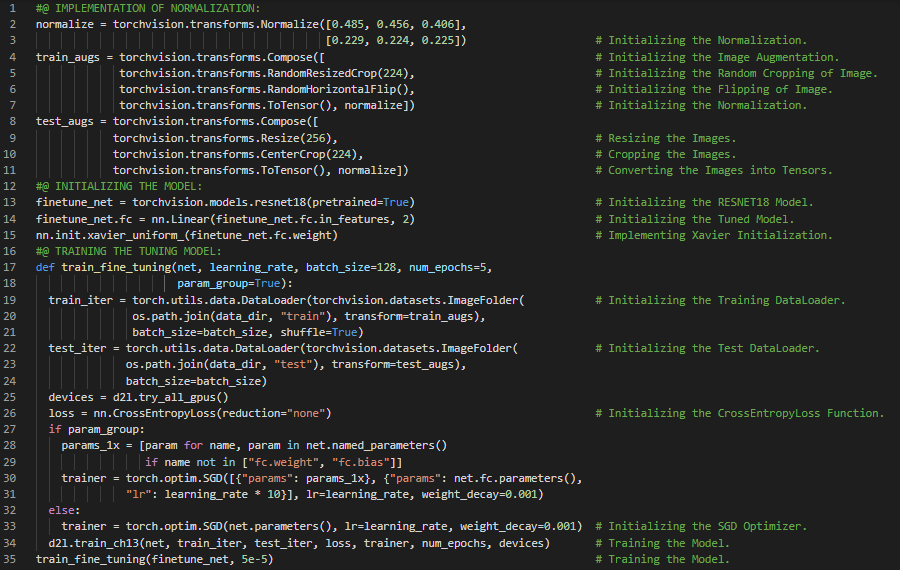 1 #@ IMPLEMENTATION OF NORMALIZATION:
2 normalize = torchvision.transforms.Normalize([0.485, 0.456, 0.406],
3 [0.229, 0.224, 0.225]) # Initializing the Normalization.
4 train_augs = torchvision.transforms.Compose([ # Initializing the Image Augmentation.
5 torchvision.transforms.RandomResizedCrop(224), # Initializing the Random Cropping of Image.
6 torchvision.transforms.RandomHorizontalFlip(), # Initializing the Flipping of Image.
7 torchvision.transforms.ToTensor(), normalize]) # Initializing the Normalization.
8 test_augs = torchvision.transforms.Compose([
9 torchvision.transforms.Resize(256), # Resizing the Images.
10 torchvision.transforms.CenterCrop(224), # Cropping the Images.
11 torchvision.transforms.ToTensor(), normalize]) # Converting the Images into Tensors.
12 #@ INITIALIZING THE MODEL:
13 finetune_net = torchvision.models.resnet18(pretrained=True) # Initializing the RESNET18 Model.
14 finetune_net.fc = nn.Linear(finetune_net.fc.in_features, 2) # Initializing the Tuned Model.
15 nn.init.xavier_uniform_(finetune_net.fc.weight) # Implementing Xavier Initialization.
16 #@ TRAINING THE TUNING MODEL:
17 def train_fine_tuning(net, learning_rate, batch_size=128, num_epochs=5,
18 param_group=True):
19 train_iter = torch.utils.data.DataLoader(torchvision.datasets.ImageFolder( # Initializing the Training DataLoader.
20 os.path.join(data_dir, "train"), transform=train_augs),
21 batch_size=batch_size, shuffle=True)
22 test_iter = torch.utils.data.DataLoader(torchvision.datasets.ImageFolder( # Initializing the Test DataLoader.
23 os.path.join(data_dir, "test"), transform=test_augs),
24 batch_size=batch_size)
25 devices = d2l.try_all_gpus()
26 loss = nn.CrossEntropyLoss(reduction="none") # Initializing the CrossEntropyLoss Function.
27 if param_group:
28 params_1x = [param for name, param in net.named_parameters()
29 if name not in ["fc.weight", "fc.bias"]]
30 trainer = torch.optim.SGD([{"params": params_1x}, {"params": net.fc.parameters(),
31 "lr": learning_rate * 10}], lr=learning_rate, weight_decay=0.001)
32 else:
33 trainer = torch.optim.SGD(net.parameters(), lr=learning_rate, weight_decay=0.001) # Initializing the SGD Optimizer.
34 d2l.train_ch13(net, train_iter, test_iter, loss, trainer, num_epochs, devices) # Training the Model.
35 train_fine_tuning(finetune_net, 5e-5) # Training the Model.